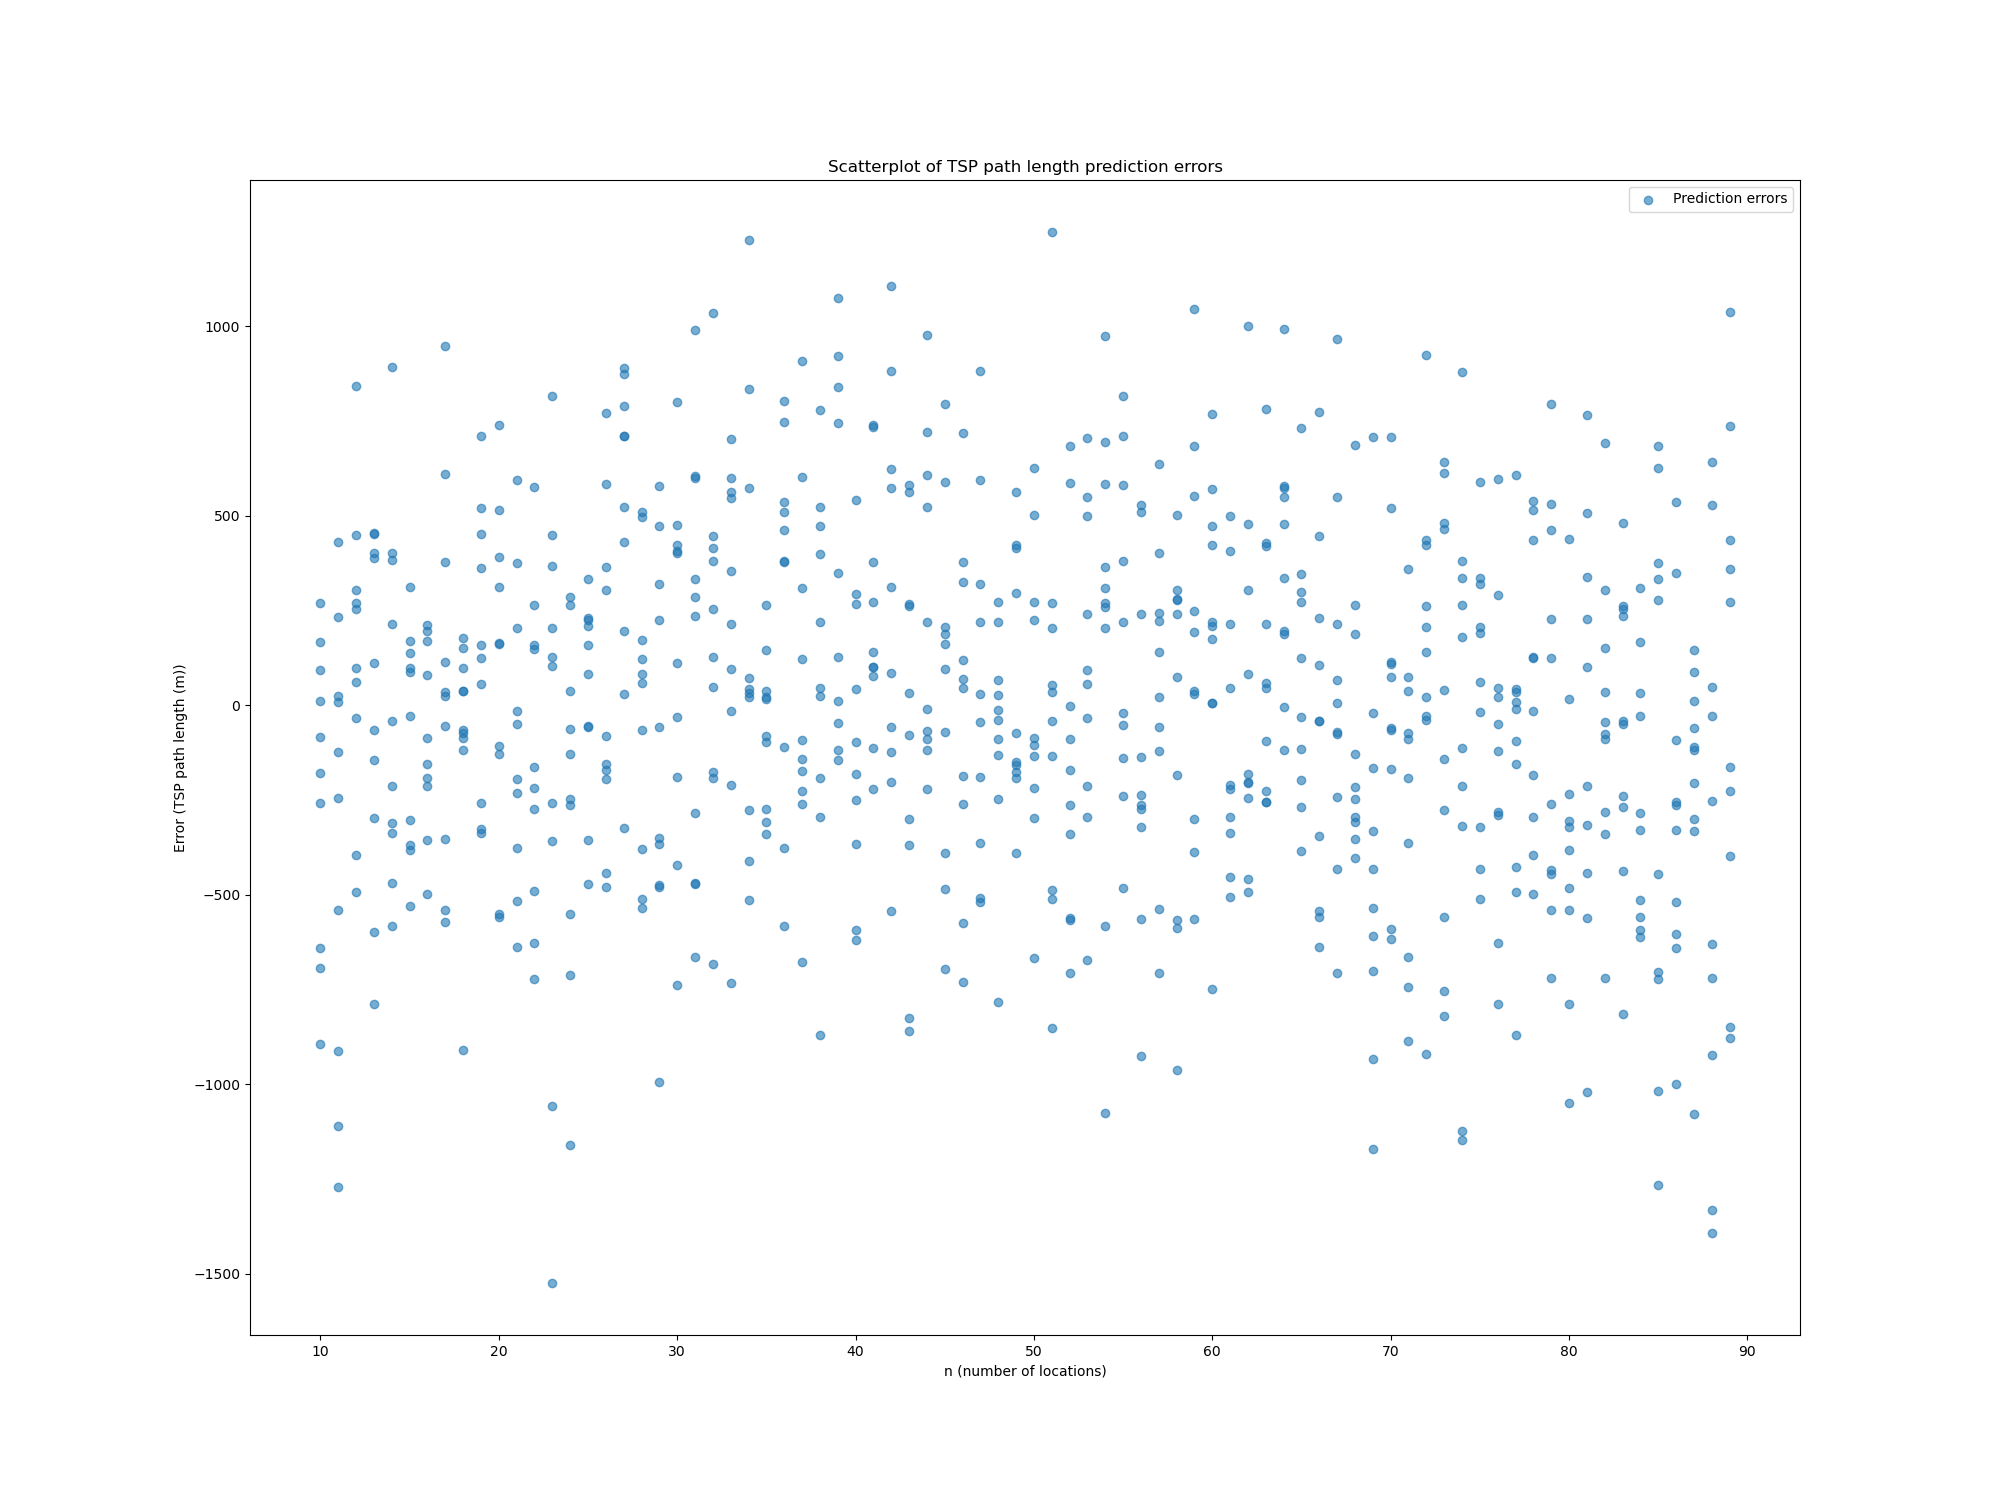 Scatterplot of TSP path length prediction errors
Prediction errors
1000
500
0
−500
−1000
−1500
Error (TSP path length (m))
10 20 30 40 50 60 70 80 90
n (number of locations)